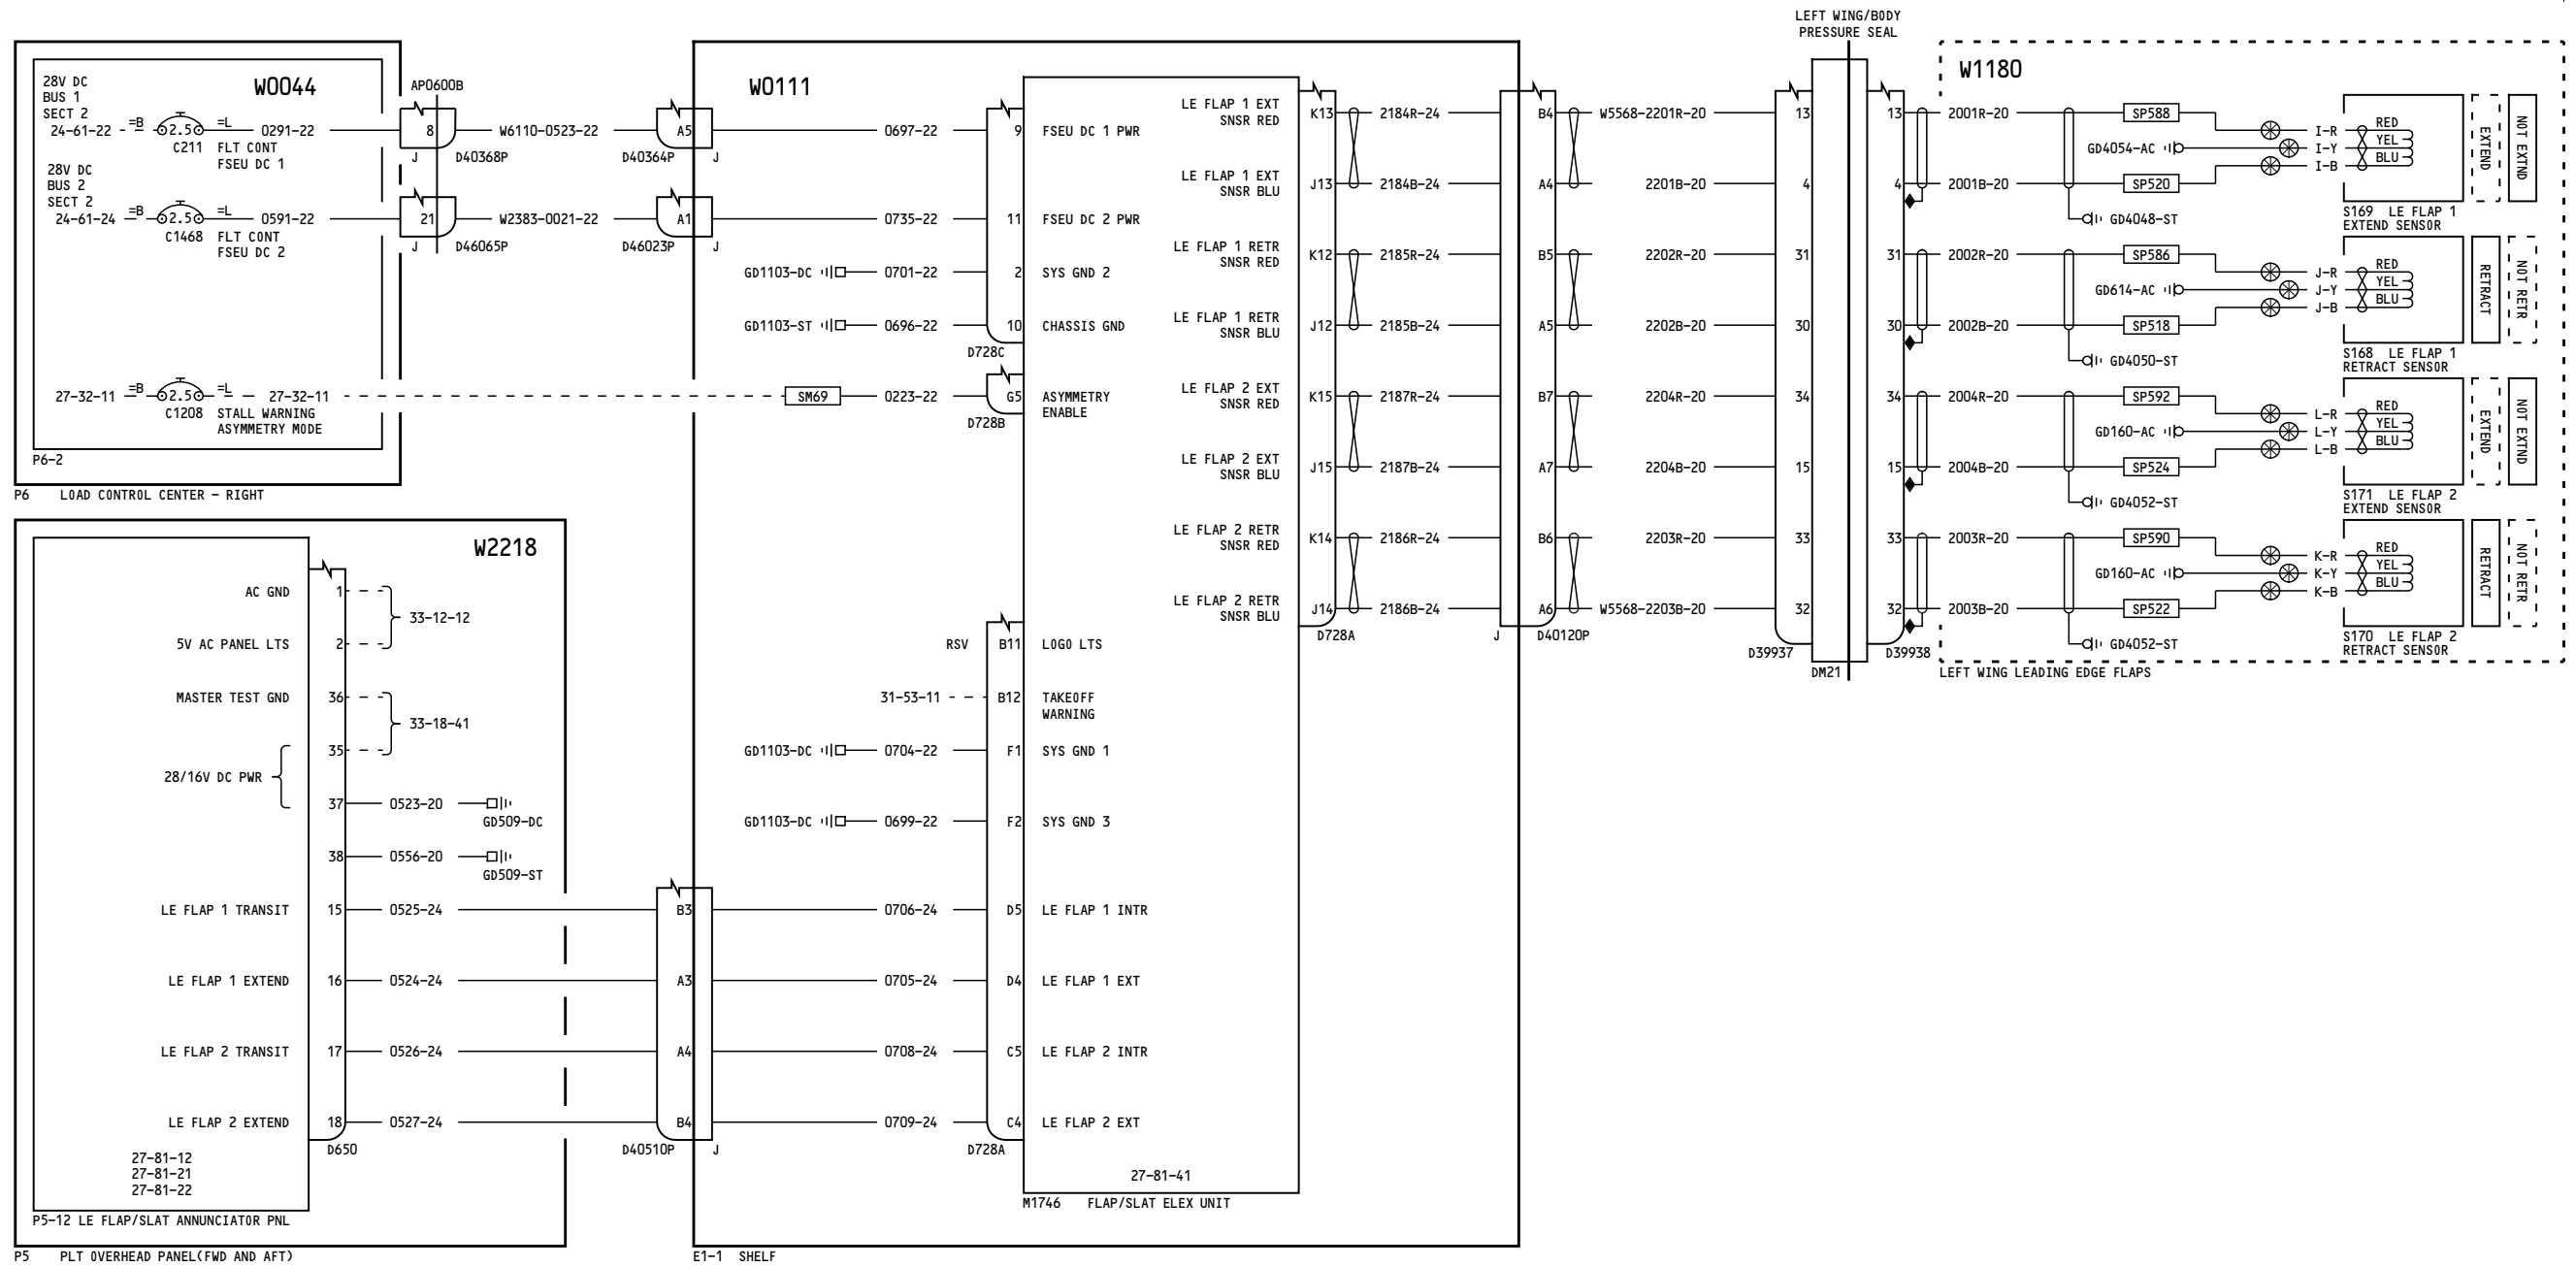 28V DC
BUS 1
SECT 2
W0044
24-61-22
=B
2.5
=L
0291-22
C211
FLT CONT
FSEU DC 1
28V DC
BUS 2
SECT 2
24-61-24
=B
2.5
=L
0591-22
C1468
FLT CONT
FSEU DC 2
27-32-11
=B
2.5
=L
27-32-11
C1208
STALL WARNING
ASYMMETRY MODE
P6-2
P6 LOAD CONTROL CENTER - RIGHT
AP0600B
8
J
D40368P
W6110-0523-22
21
J
D46065P
W2383-0021-22
A5
D40364P
J
A1
D46023P
J
W0111
0697-22
9
FSEU DC 1 PWR
0735-22
11
FSEU DC 2 PWR
GD1103-DC
0701-22
2
SYS GND 2
GD1103-ST
0696-22
10
CHASSIS GND
D728C
SM69
0223-22
G5
ASYMMETRY
ENABLE
D728B
RSV
B11
LOGO LTS
31-53-11
B12
TAKEOFF
WARNING
GD1103-DC
0704-22
F1
SYS GND 1
GD1103-DC
0699-22
F2
SYS GND 3
0706-24
D5
LE FLAP 1 INTR
0705-24
D4
LE FLAP 1 EXT
0708-24
C5
LE FLAP 2 INTR
0709-24
C4
LE FLAP 2 EXT
D728A
27-81-41
M1746 FLAP/SLAT ELEX UNIT
E1-1 SHELF
W2218
AC GND
1
5V AC PANEL LTS
2
33-12-12
MASTER TEST GND
36
35
33-18-41
28/16V DC PWR
37
0523-20
GD509-DC
38
0556-20
GD509-ST
LE FLAP 1 TRANSIT
15
0525-24
B3
LE FLAP 1 EXTEND
16
0524-24
A3
LE FLAP 2 TRANSIT
17
0526-24
A4
LE FLAP 2 EXTEND
18
0527-24
B4
D650
D40510P
J
27-81-12
27-81-21
27-81-22
P5-12 LE FLAP/SLAT ANNUNCIATOR PNL
P5 PLT OVERHEAD PANEL(FWD AND AFT)
LE FLAP 1 EXT
SNSR RED
K13
2184R-24
B4
W5568-2201R-20
13
LE FLAP 1 EXT
SNSR BLU
J13
2184B-24
A4
2201B-20
4
LE FLAP 1 RETR
SNSR RED
K12
2185R-24
B5
2202R-20
31
LE FLAP 1 RETR
SNSR BLU
J12
2185B-24
A5
2202B-20
30
LE FLAP 2 EXT
SNSR RED
K15
2187R-24
B7
2204R-20
34
LE FLAP 2 EXT
SNSR BLU
J15
2187B-24
A7
2204B-20
15
LE FLAP 2 RETR
SNSR RED
K14
2186R-24
B6
2203R-20
33
LE FLAP 2 RETR
SNSR BLU
J14
2186B-24
A6
W5568-2203B-20
32
D728A
J
D40120P
D39937
DM21
D39938
LEFT WING/BODY
PRESSURE SEAL
W1180
13
2001R-20
SP588
I-R
RED
GD4054-AC
I-Y
YEL
I-B
BLU
4
2001B-20
SP520
GD4048-ST
EXTEND
NOT EXTND
S169 LE FLAP 1
EXTEND SENSOR
31
2002R-20
SP586
J-R
RED
GD614-AC
J-Y
YEL
J-B
BLU
30
2002B-20
SP518
GD4050-ST
RETRACT
NOT RETR
S168 LE FLAP 1
RETRACT SENSOR
34
2004R-20
SP592
L-R
RED
GD160-AC
L-Y
YEL
L-B
BLU
15
2004B-20
SP524
GD4052-ST
EXTEND
NOT EXTND
S171 LE FLAP 2
EXTEND SENSOR
33
2003R-20
SP590
K-R
RED
GD160-AC
K-Y
YEL
K-B
BLU
32
2003B-20
SP522
GD4052-ST
RETRACT
NOT RETR
S170 LE FLAP 2
RETRACT SENSOR
LEFT WING LEADING EDGE FLAPS